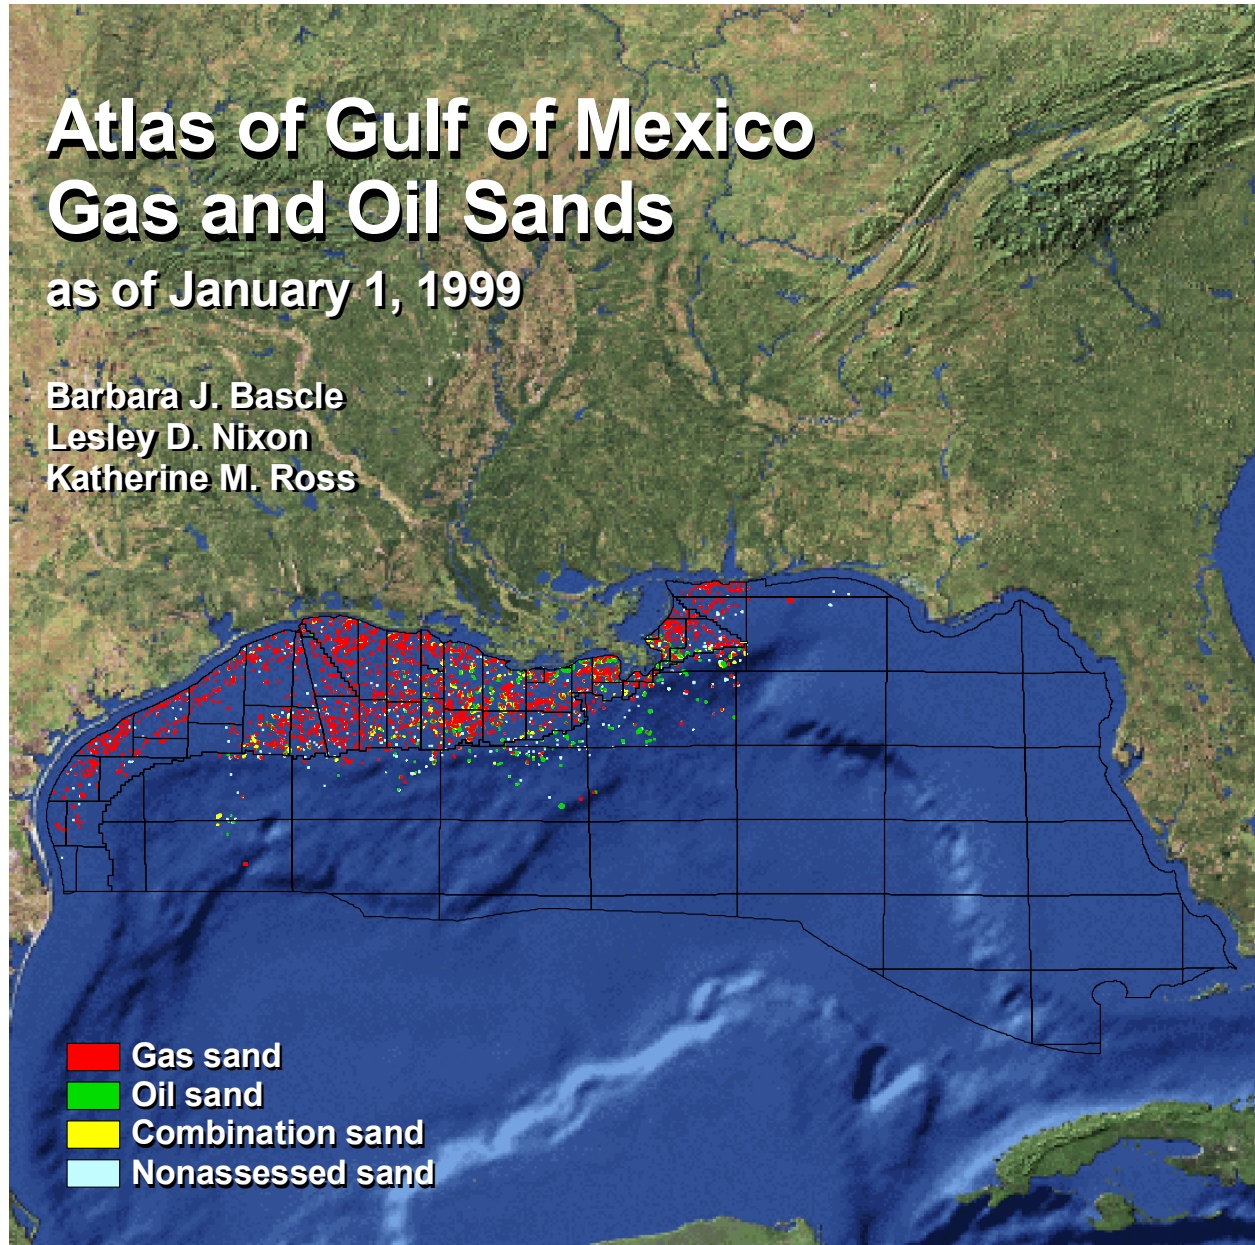 Atlas of Gulf of Mexico
Gas and Oil Sands
as of January 1, 1999
Barbara J. Bascle
Lesley D. Nixon
Katherine M. Ross
Gas sand
Oil sand
Combination sand
Nonassessed sand